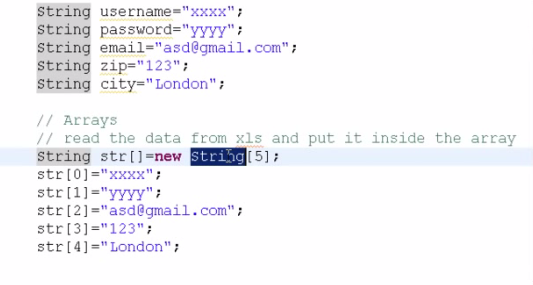 String username="xxxx";
String password="yyyy";
String email="asd@gmail.com";
String zip="123";
String city="London";
// Arrays
// read the data from xls and put it inside the array
String str[]=new String[5];
str[0]="xxxx";
str[1]="yyyy";
str[2]="asd@gmail.com";
str[3]="123";
str[4]="London";